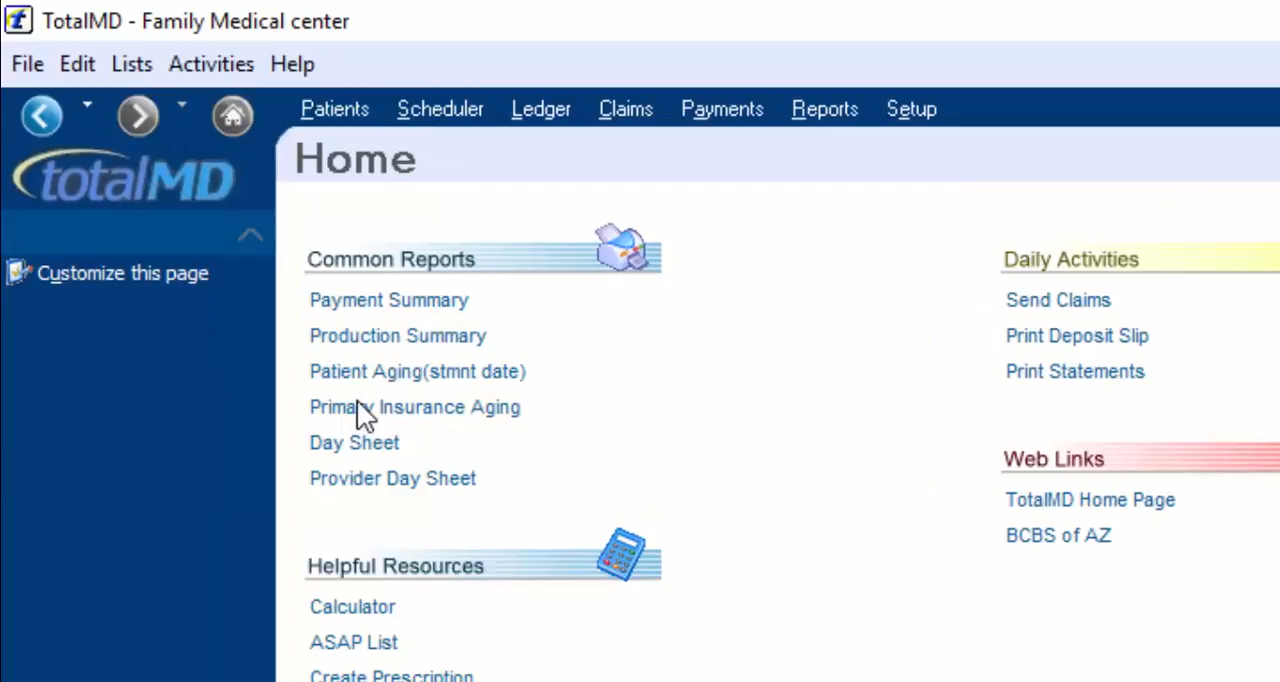 TotalMD - Family Medical center
File Edit Lists Activities Help
Patients Scheduler Ledger Claims Payments Reports Setup
totalMD
Home
Customize this page
Common Reports
Payment Summary
Production Summary
Patient Aging(stmnt date)
Primary Insurance Aging
Day Sheet
Provider Day Sheet
Helpful Resources
Calculator
ASAP List
Create Prescription
Daily Activities
Send Claims
Print Deposit Slip
Print Statements
Web Links
TotalMD Home Page
BCBS of AZ